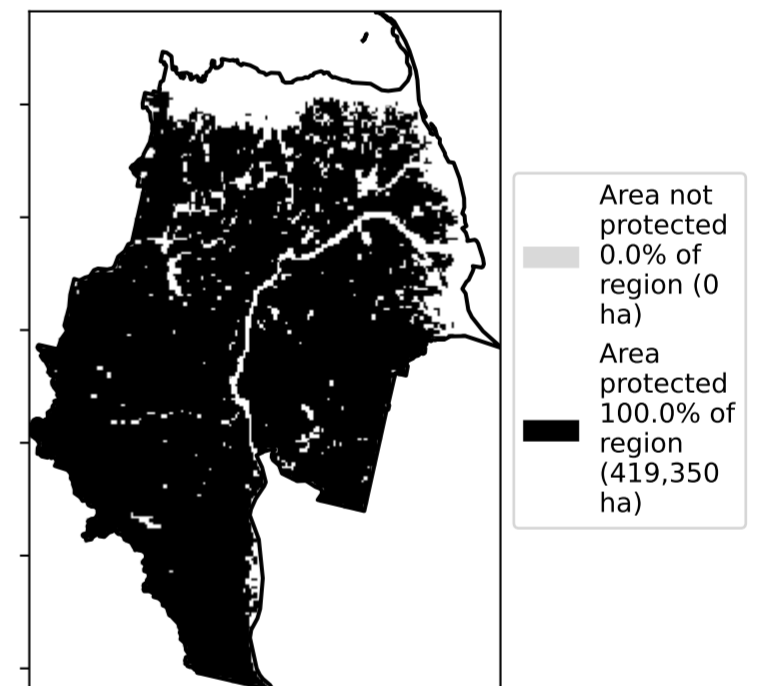 Area not
protected
0.0% of
region (0
ha)
Area
protected
100.0% of
region
(419,350
ha)